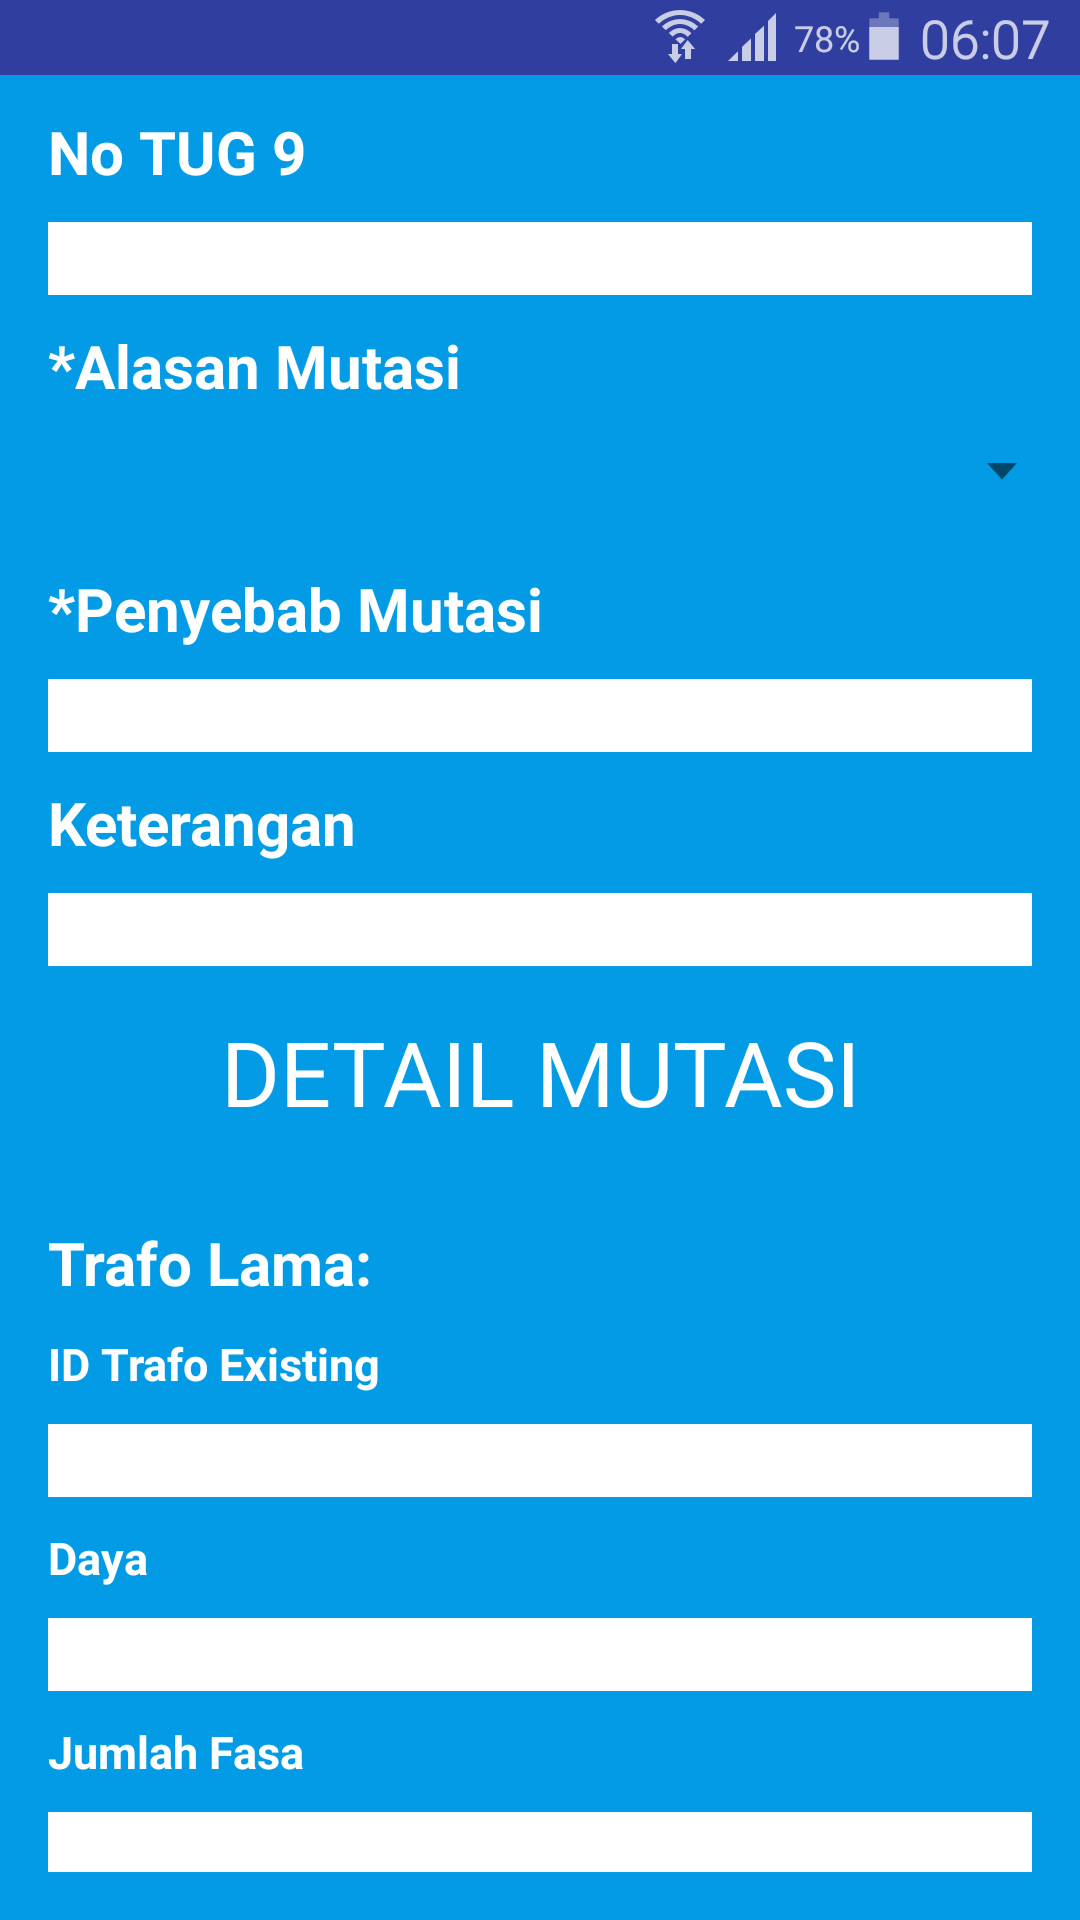 78% 06:07
No TUG 9
*Alasan Mutasi
*Penyebab Mutasi
Keterangan
DETAIL MUTASI
Trafo Lama:
ID Trafo Existing
Daya
Jumlah Fasa